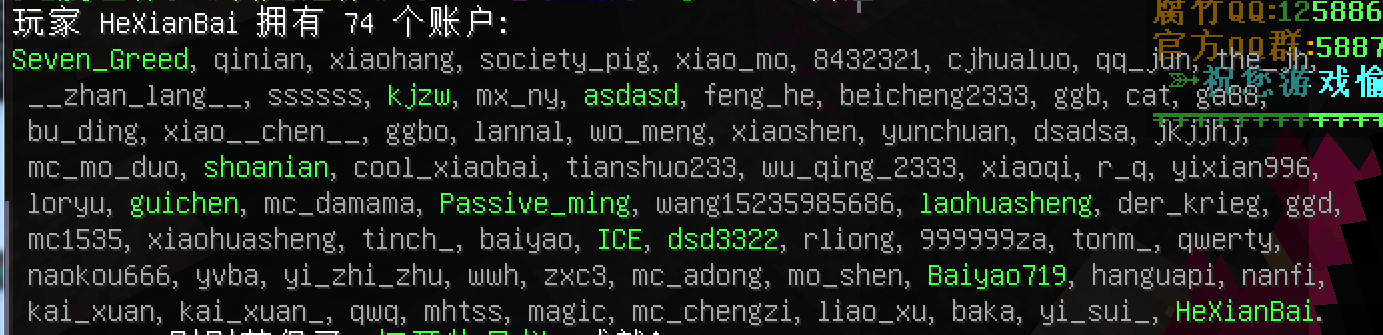 玩家 HeXianBai 拥有 74 个账户:
Seven_Greed, qinian, xiaohang, society_pig, xiao_mo, 8432321, cjhualuo, qq_jun, the_jh,
__zhan_lang__, ssssss, kjzw, mx_ny, asdasd, feng_he, beicheng2333, ggb, cat, ga88,
bu_ding, xiao__chen__, ggbo, lannal, wo_meng, xiaoshen, yunchuan, dsadsa, jkjjhj,
mc_mo_duo, shoanian, cool_xiaobai, tianshuo233, wu_qing_2333, xiaoqi, r_q, yixian996,
loryu, guichen, mc_damama, Passive_ming, wang15235985686, laohuasheng, der_krieg, ggd,
mc1535, xiaohuasheng, tinch_, baiyao, ICE, dsd3322, rliong, 999999za, tonm_, qwerty,
naokou666, yvba, yi_zhi_zhu, wwh, zxc3, mc_adong, mo_shen, Baiyao719, hanguapi, nanfi,
kai_xuan, kai_xuan_, qwq, mhtss, magic, mc_chengzi, liao_xu, baka, yi_sui_, HeXianBai.
腐竹QQ:125886
官方QQ群:5887
祝您游戏愉